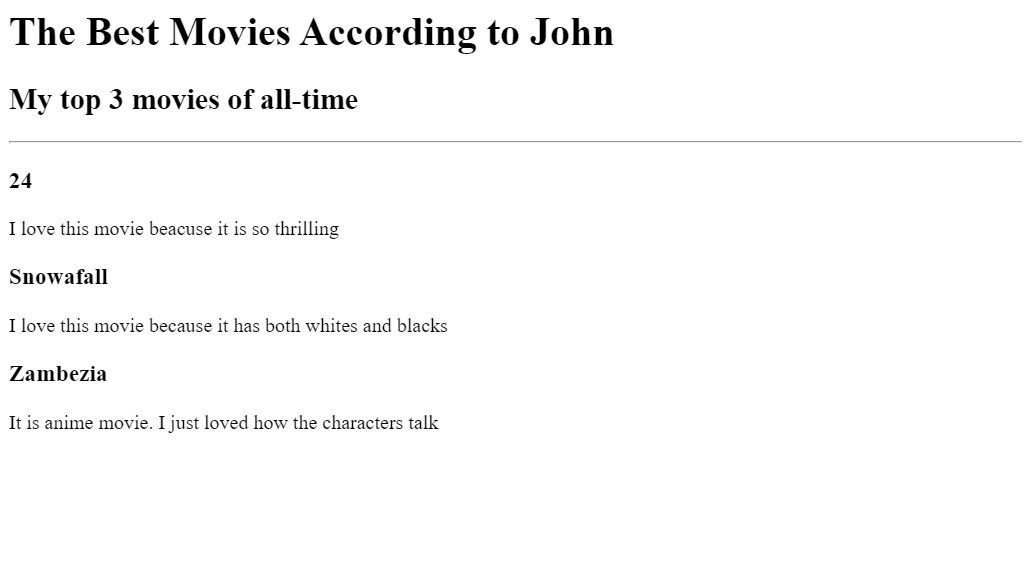 The Best Movies According to John
My top 3 movies of all-time
24
I love this movie beacuse it is so thrilling
Snowafall
I love this movie because it has both whites and blacks
Zambezia
It is anime movie. I just loved how the characters talk